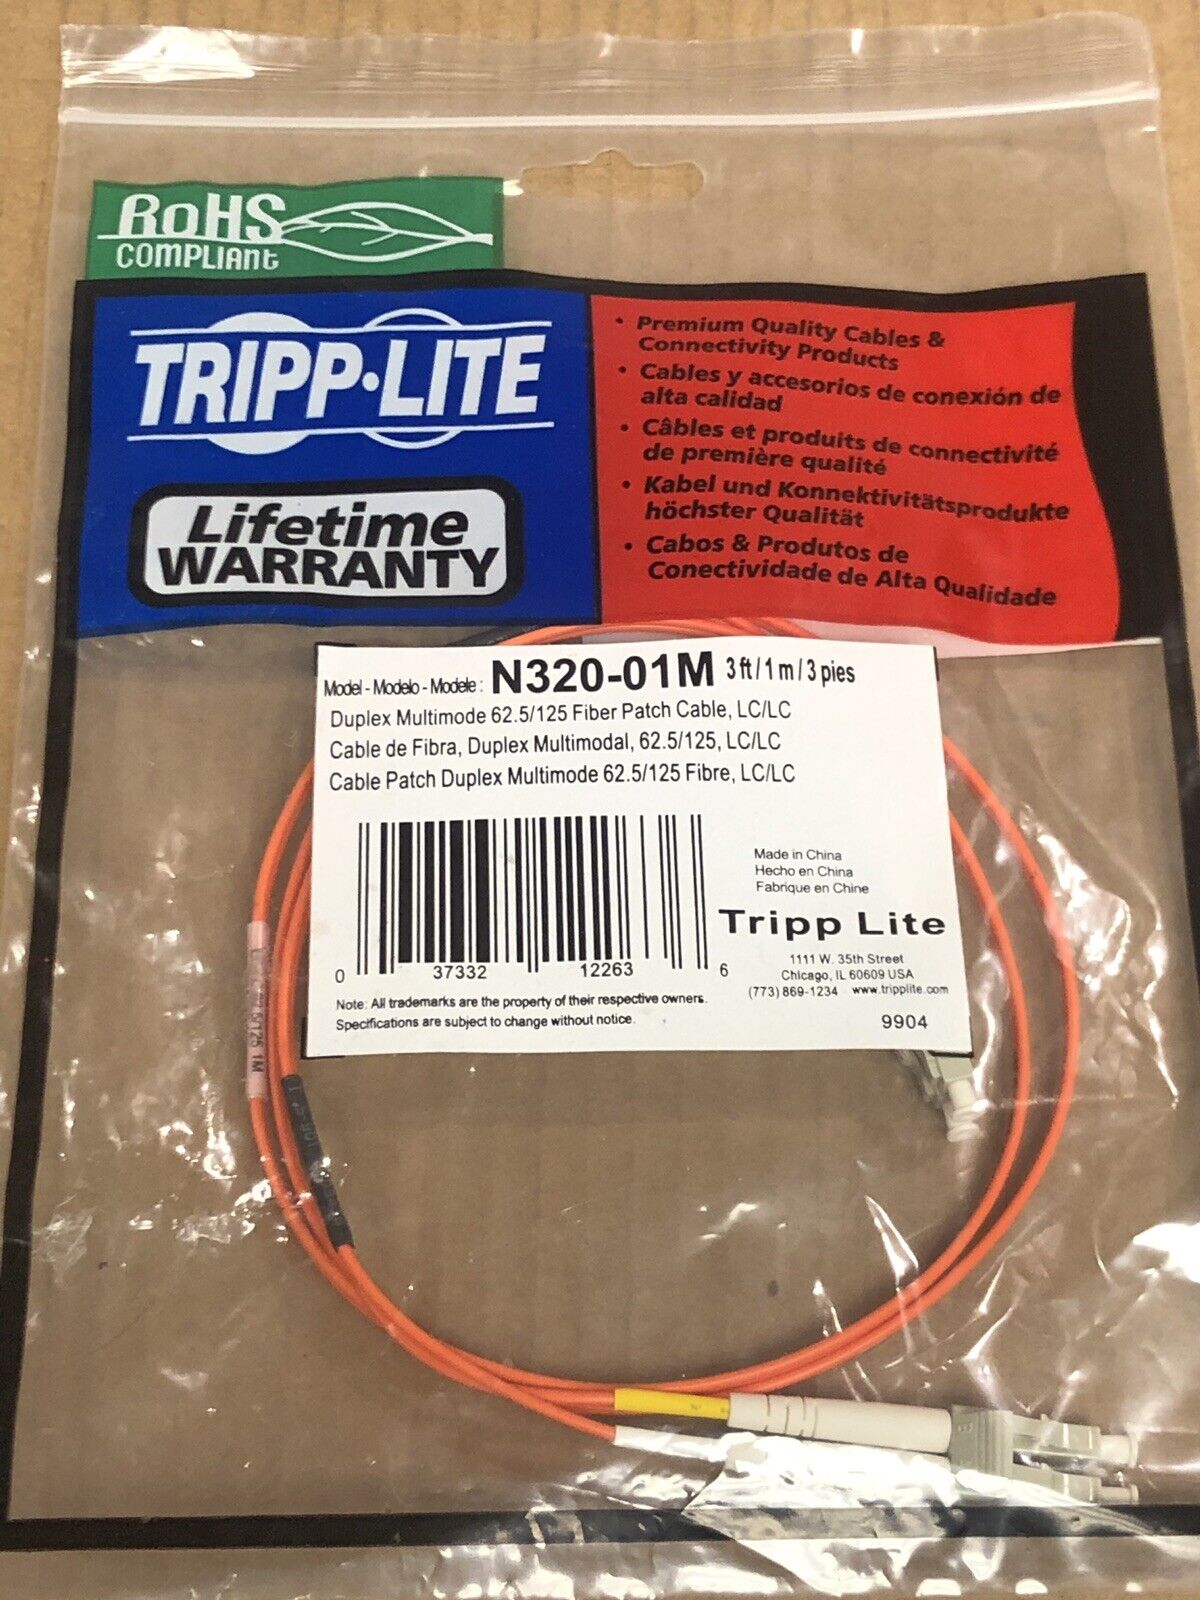 RoHS
COMPLIANt
TRIPP·LITE
Lifetime
WARRANTY
• Premium Quality Cables &
Connectivity Products
• Cables y accesorios de conexión de
alta calidad
• Câbles et produits de connectivité
de première qualité
• Kabel und Konnektivitätsprodukte
höchster Qualität
• Cabos & Produtos de
Conectividade de Alta Qualidade
Model - Modelo - Modele : N320-01M 3 ft / 1 m / 3 pies
Duplex Multimode 62.5/125 Fiber Patch Cable, LC/LC
Cable de Fibra, Duplex Multimodal, 62.5/125, LC/LC
Cable Patch Duplex Multimode 62.5/125 Fibre, LC/LC
0 37332 12263 6
Made in China
Hecho en China
Fabrique en Chine
Tripp Lite
1111 W. 35th Street
Chicago, IL 60609 USA
(773) 869-1234 www.tripplite.com
Note: All trademarks are the property of their respective owners.
Specifications are subject to change without notice.
9904
125 1M